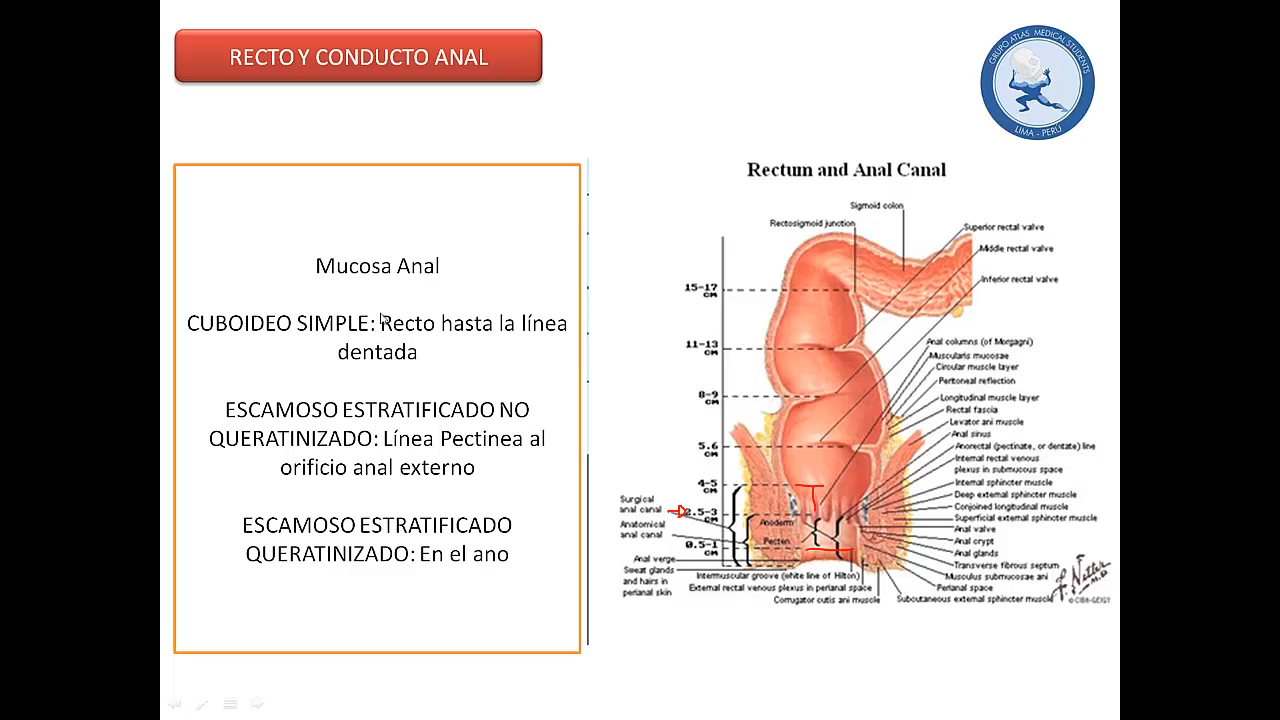 RECTO Y CONDUCTO ANAL
GRUPO ATLAS MEDICAL STUDENTS
LIMA - PERÚ
Mucosa Anal
CUBOIDEO SIMPLE: Recto hasta la línea
dentada
ESCAMOSO ESTRATIFICADO NO
QUERATINIZADO: Línea Pectinea al
orificio anal externo
ESCAMOSO ESTRATIFICADO
QUERATINIZADO: En el ano
Rectum and Anal Canal
Sigmoid colon
Rectosigmoid junction
Superior rectal valve
Middle rectal valve
Inferior rectal valve
15-17
CM
11-13
CM
8-9
CM
5.6
CM
4-5
CM
2.5-3
CM
0.5-1
CM
Anal columns (of Morgagni)
Muscularis mucosae
Circular muscle layer
Peritoneal reflection
Longitudinal muscle layer
Rectal fascia
Levator ani muscle
Anal sinus
Anorectal (pectinate, or dentate) line
Internal rectal venous
plexus in submucous space
Internal sphincter muscle
Deep external sphincter muscle
Conjoined longitudinal muscle
Superficial external sphincter muscle
Anal valve
Anal crypt
Anal glands
Transverse fibrous septum
Musculus submucosae ani
Perianal space
Subcutaneous external sphincter muscle
Surgical
anal canal
Anatomical
anal canal
Anoderm
Pecten
Anal verge
Sweat glands
and hairs in
perianal skin
Intermuscular groove (white line of Hilton)
External rectal venous plexus in perianal space
Corrugator cutis ani muscle
F. Netter
M.D.
© CIBA-GEIGY